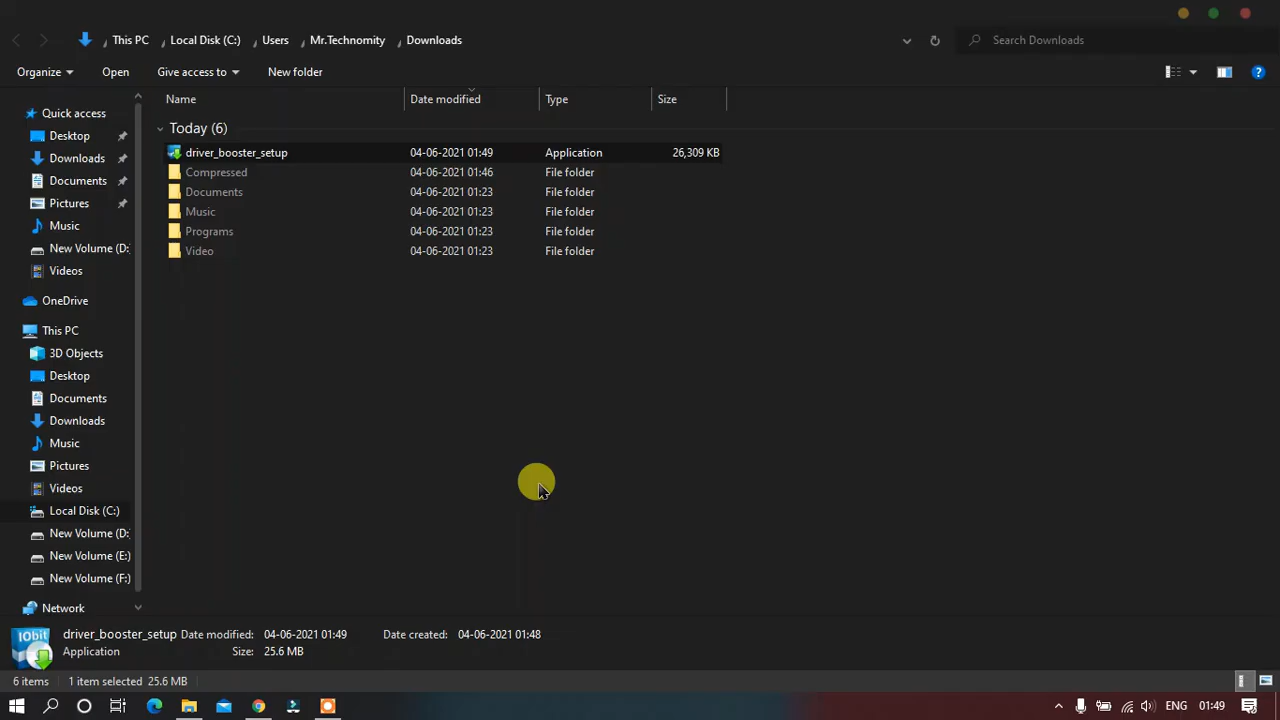 This PC Local Disk (C:) Users Mr.Technomity Downloads Search Downloads
Organize Open Give access to New folder
Name Date modified Type Size
Quick access
Desktop
Downloads
Documents
Pictures
Music
New Volume (D:
Videos
OneDrive
This PC
3D Objects
Desktop
Documents
Downloads
Music
Pictures
Videos
Local Disk (C:)
New Volume (D:
New Volume (E:)
New Volume (F:)
Network
Today (6)
driver_booster_setup 04-06-2021 01:49 Application 26,309 KB
Compressed 04-06-2021 01:46 File folder
Documents 04-06-2021 01:23 File folder
Music 04-06-2021 01:23 File folder
Programs 04-06-2021 01:23 File folder
Video 04-06-2021 01:23 File folder
IObit
driver_booster_setup Date modified: 04-06-2021 01:49 Date created: 04-06-2021 01:48
Application Size: 25.6 MB
6 items 1 item selected 25.6 MB
ENG 01:49